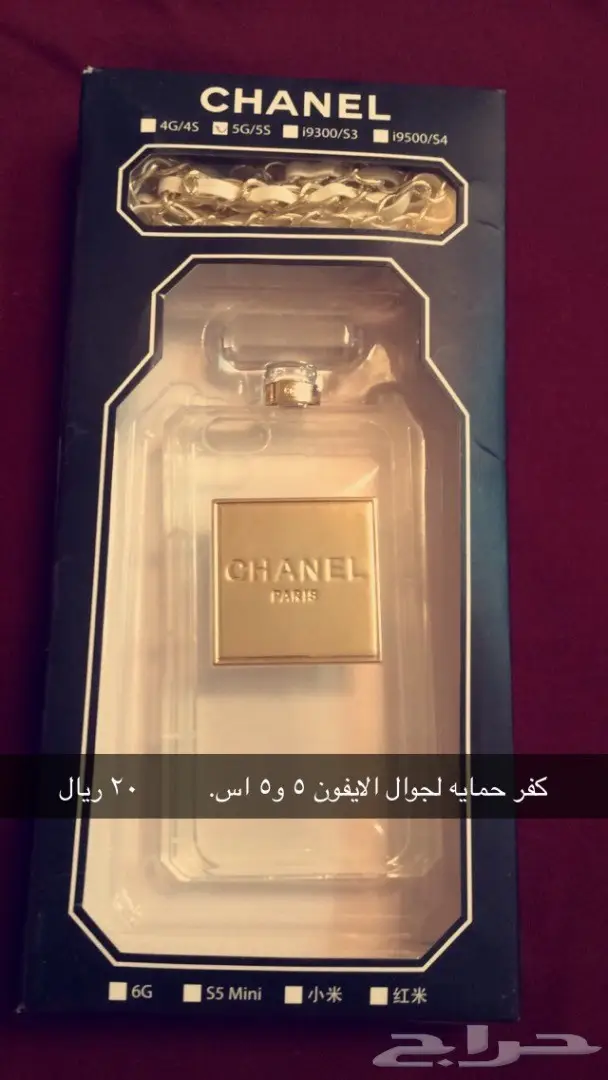 CHANEL
4G/4S 5G/5S i9300/S3 i9500/S4
CHANEL
PARIS
كفر حمايه لجوال الايفون ٥ و٥ اس. ٢٠ ريال
6G S5 Mini 小米 红米
حراج